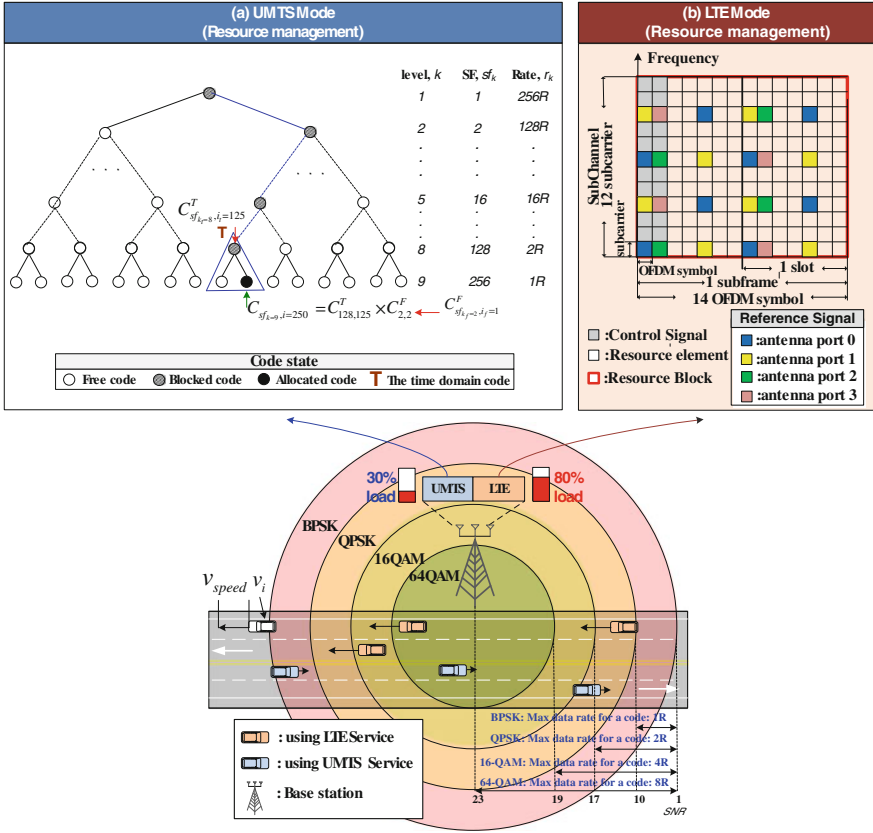 (a) UMTS Mode
(Resource management)
level, k SF, sf_k Rate, r_k
1 1 256R
2 2 128R
. . .
. . .
. . .
5 16 16R
. . .
. . .
8 128 2R
9 256 1R
. . .
. . .
C^T_{sf_{k_t=8}, i_t=125}
T
C_{sf_{k=9}, i=250} = C^T_{128,125} × C^F_{2,2} C^F_{sf_{k_f=2}, i_f=1}
Code state
Free code Blocked code Allocated code T The time domain code
(b) LTE Mode
(Resource management)
Frequency
SubChannel
12 subcarrier
subcarrier
OFDM symbol
1 slot
1 subframe
14 OFDM symbol
:Control Signal
:Resource element
:Resource Block
Reference Signal
:antenna port 0
:antenna port 1
:antenna port 2
:antenna port 3
30%
load
UMTS LTE
80%
load
BPSK
QPSK
16QAM
64QAM
v_speed v_i
BPSK: Max data rate for a code: 1R
QPSK: Max data rate for a code: 2R
16-QAM: Max data rate for a code: 4R
64-QAM: Max data rate for a code: 8R
23 19 17 10 1
SNR
: using LTE Service
: using UMTS Service
: Base station